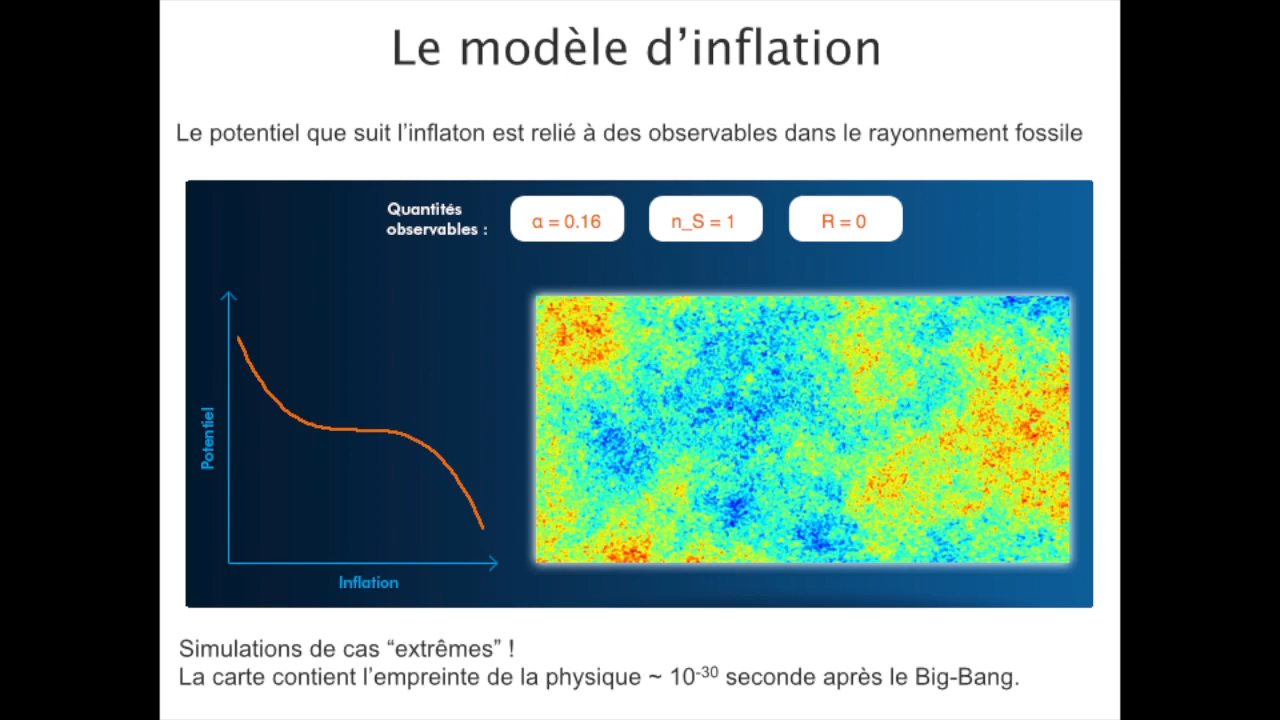 Le modèle d’inflation
Le potentiel que suit l’inflaton est relié à des observables dans le rayonnement fossile
Quantités
observables :
α = 0.16
n_S = 1
R = 0
Potentiel
Inflation
Simulations de cas “extrêmes” !
La carte contient l’empreinte de la physique ~ 10⁻³⁰ seconde après le Big-Bang.